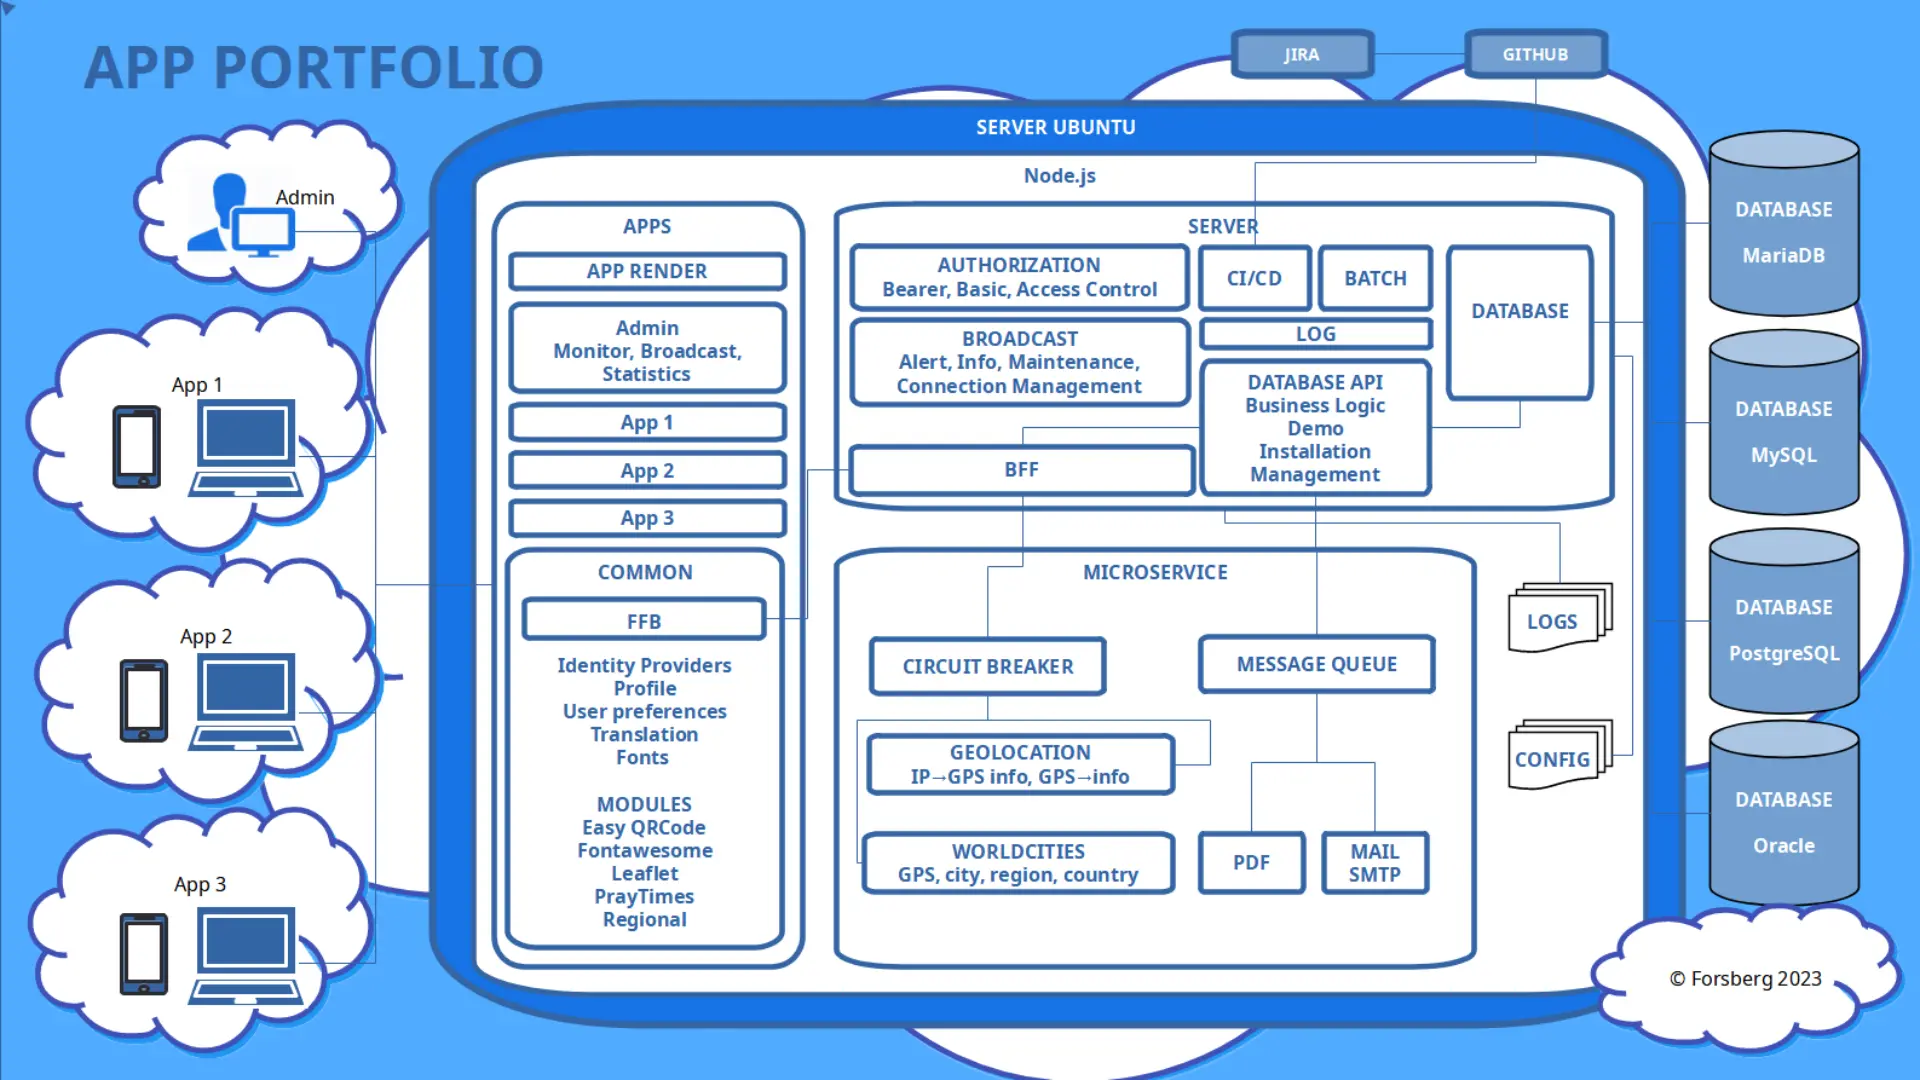 APP PORTFOLIO
JIRA
GITHUB
SERVER UBUNTU
Node.js
Admin
App 1
App 2
App 3
APPS
APP RENDER
Admin
Monitor, Broadcast,
Statistics
App 1
App 2
App 3
COMMON
FFB
Identity Providers
Profile
User preferences
Translation
Fonts
MODULES
Easy QRCode
Fontawesome
Leaflet
PrayTimes
Regional
SERVER
AUTHORIZATION
Bearer, Basic, Access Control
CI/CD
BATCH
DATABASE
BROADCAST
Alert, Info, Maintenance,
Connection Management
LOG
DATABASE API
Business Logic
Demo
Installation
Management
BFF
MICROSERVICE
CIRCUIT BREAKER
MESSAGE QUEUE
GEOLOCATION
IP→GPS info, GPS→info
WORLDCITIES
GPS, city, region, country
PDF
MAIL
SMTP
LOGS
CONFIG
DATABASE
MariaDB
DATABASE
MySQL
DATABASE
PostgreSQL
DATABASE
Oracle
© Forsberg 2023